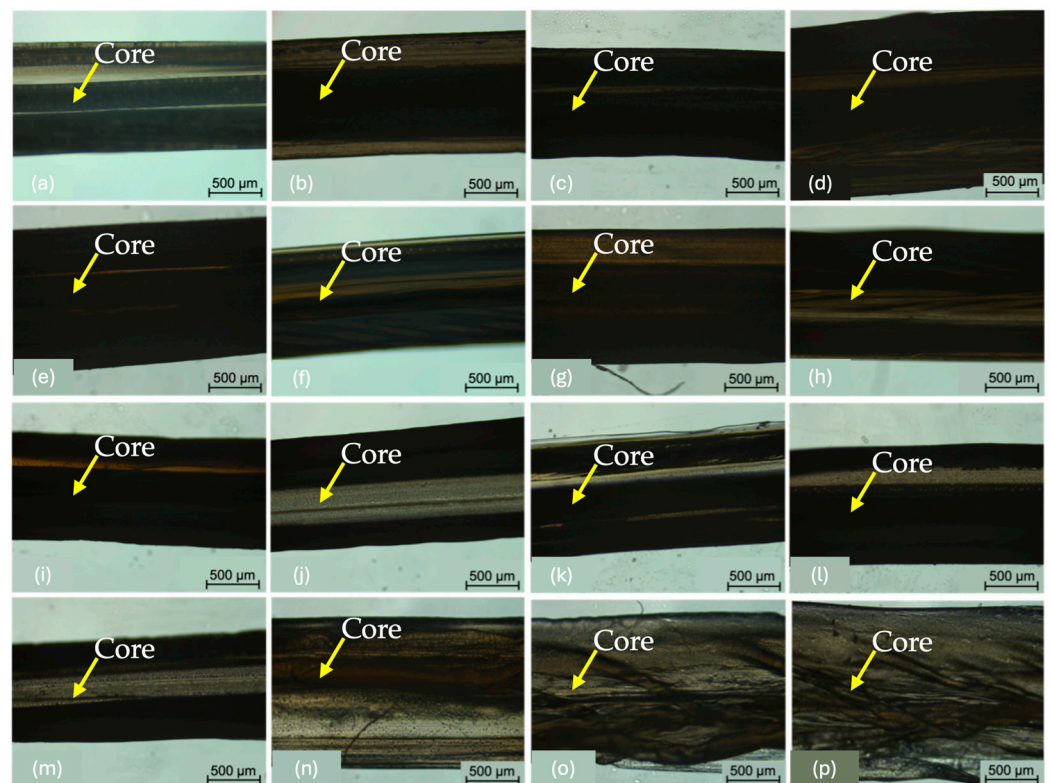 Core
(a)
500 µm
Core
(b)
500 µm
Core
(c)
500 µm
Core
(d)
500 µm
Core
(e)
500 µm
Core
(f)
500 µm
Core
(g)
500 µm
Core
(h)
500 µm
Core
(i)
500 µm
Core
(j)
500 µm
Core
(k)
500 µm
Core
(l)
500 µm
Core
(m)
500 µm
Core
(n)
500 µm
Core
(o)
500 µm
Core
(p)
500 µm